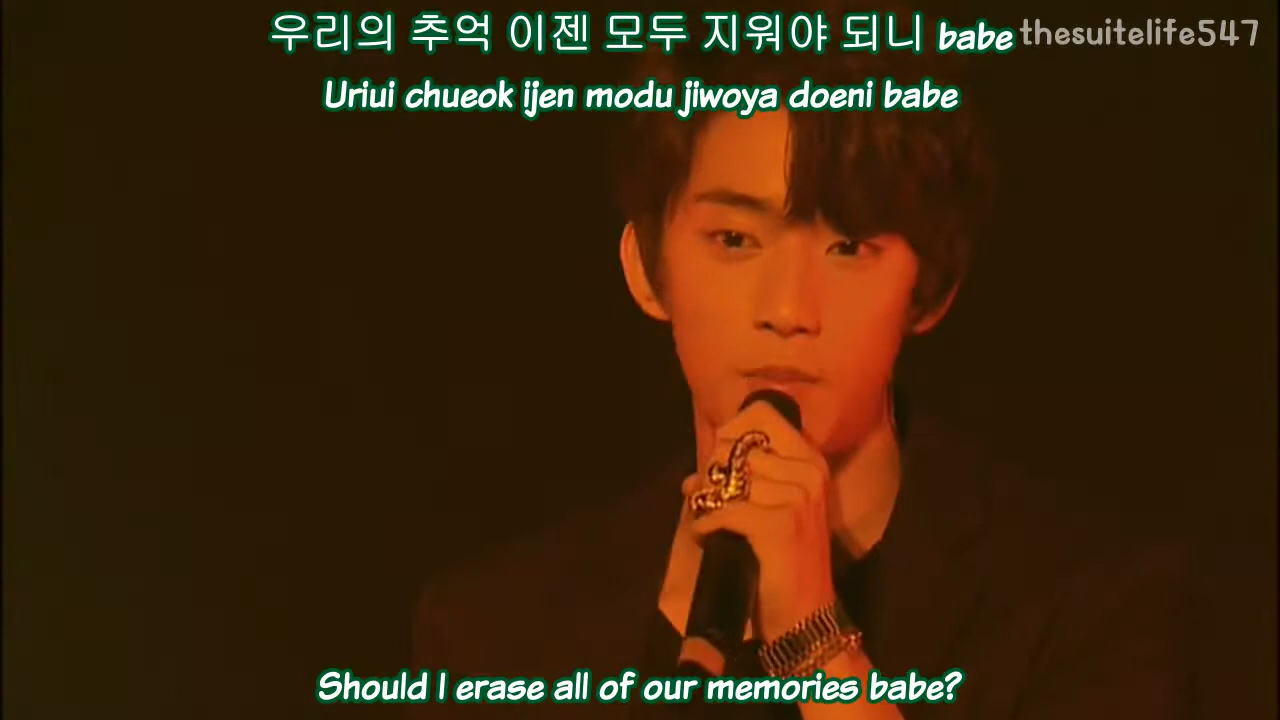 우리의 추억 이젠 모두 지워야 되니 babe thesuitelife547
Uriui chueok ijen modu jiwoya doeni babe
Should I erase all of our memories babe?